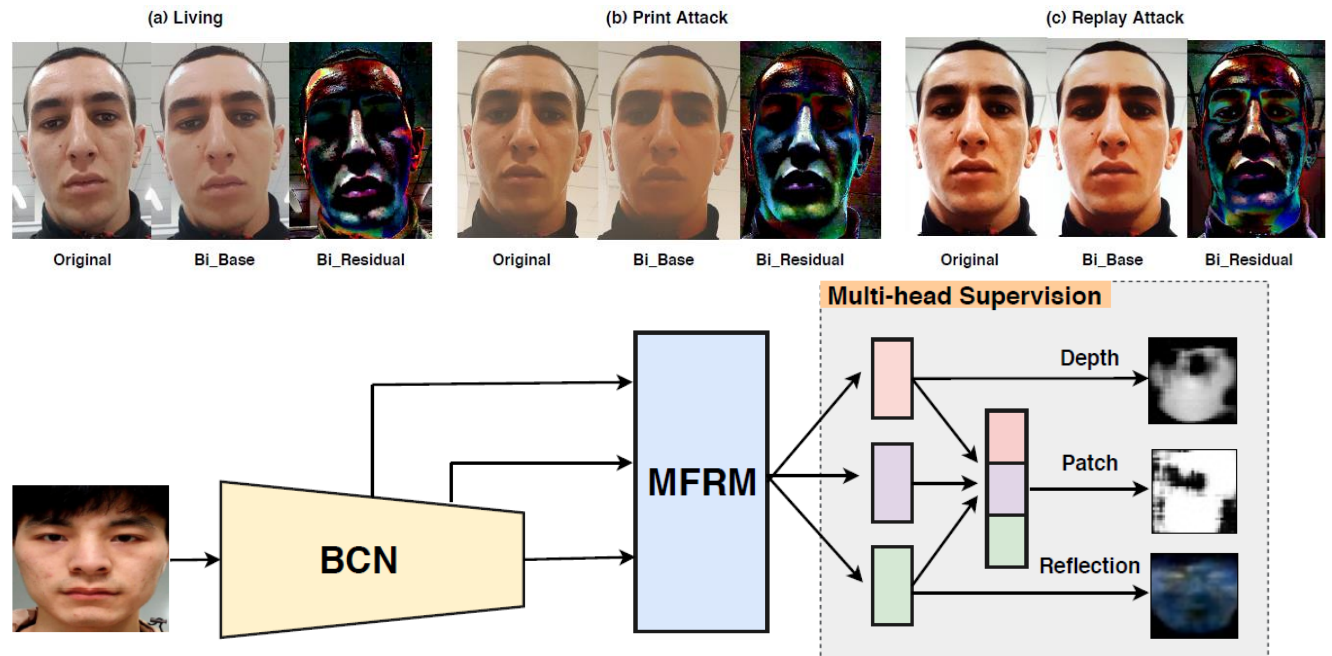 (a) Living
(b) Print Attack
(c) Replay Attack
Original
Bi_Base
Bi_Residual
Original
Bi_Base
Bi_Residual
Original
Bi_Base
Bi_Residual
Multi-head Supervision
Depth
MFRM
Patch
BCN
Reflection